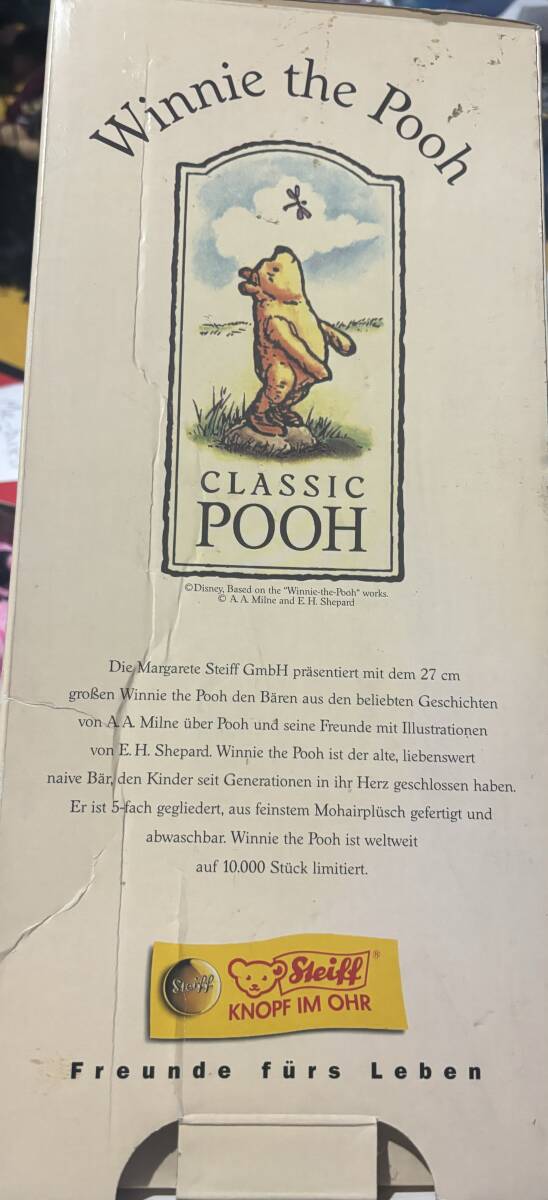 Winnie the Pooh
CLASSIC
POOH
©Disney, Based on the "Winnie-the-Pooh" works.
© A. A. Milne and E. H. Shepard
Die Margarete Steiff GmbH präsentiert mit dem 27 cm
großen Winnie the Pooh den Bären aus den beliebten Geschichten
von A. A. Milne über Pooh und seine Freunde mit Illustrationen
von E. H. Shepard. Winnie the Pooh ist der alte, liebenswert
naive Bär, den Kinder seit Generationen in ihr Herz geschlossen haben.
Er ist 5-fach gegliedert, aus feinstem Mohairplüsch gefertigt und
abwaschbar. Winnie the Pooh ist weltweit
auf 10.000 Stück limitiert.
Steiff
Steiff®
KNOPF IM OHR
Freunde fürs Leben